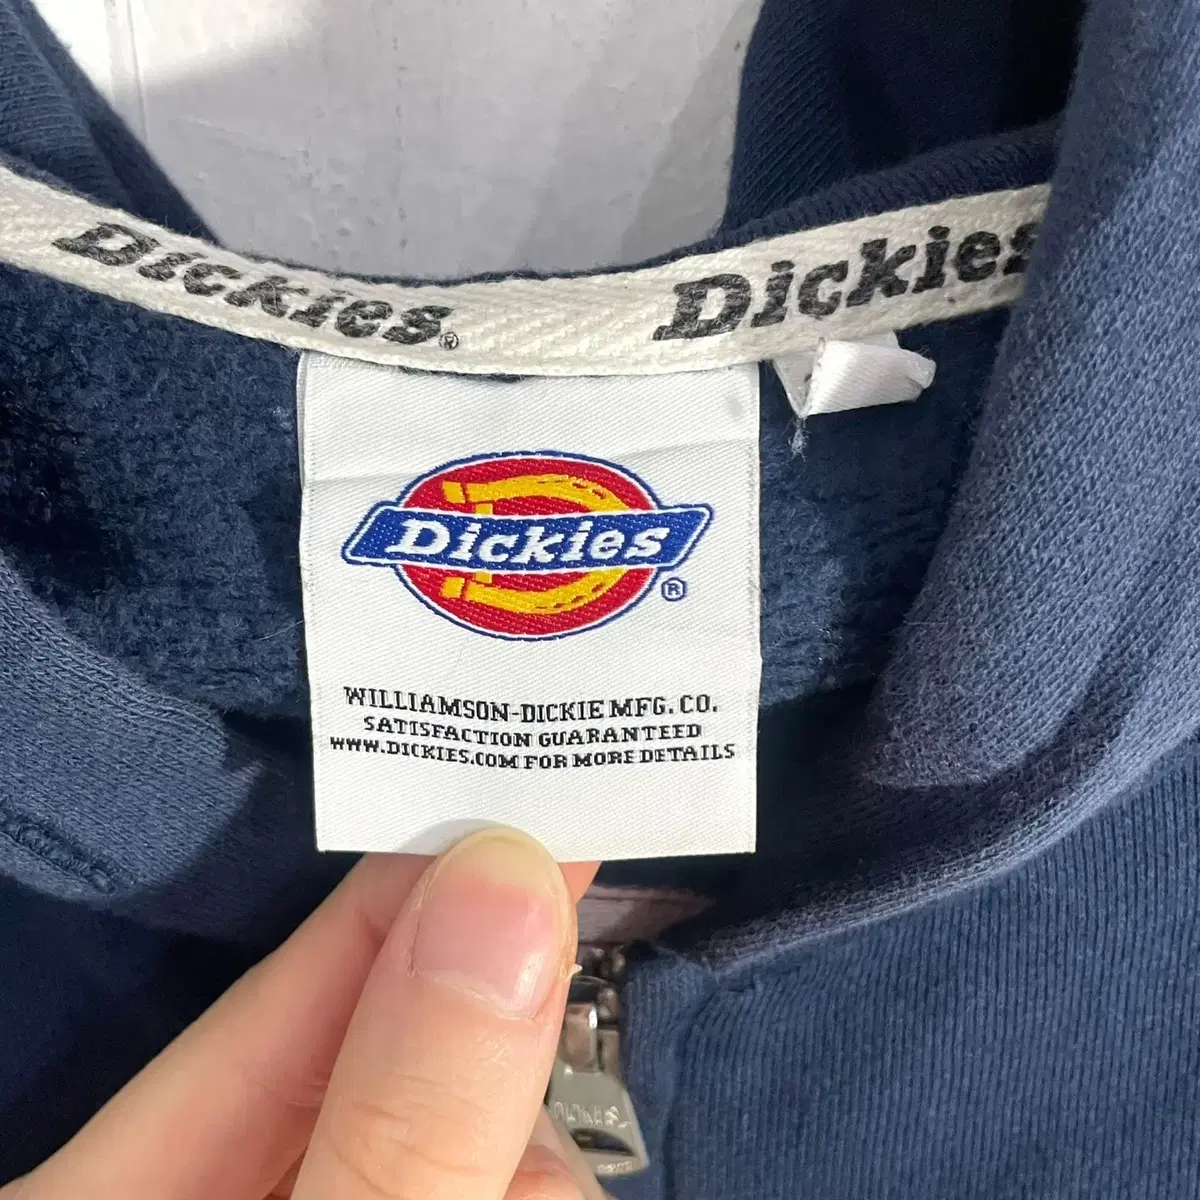 Dickies® Dickies
Dickies®
WILLIAMSON-DICKIE MFG. CO.
SATISFACTION GUARANTEED
WWW.DICKIES.COM FOR MORE DETAILS